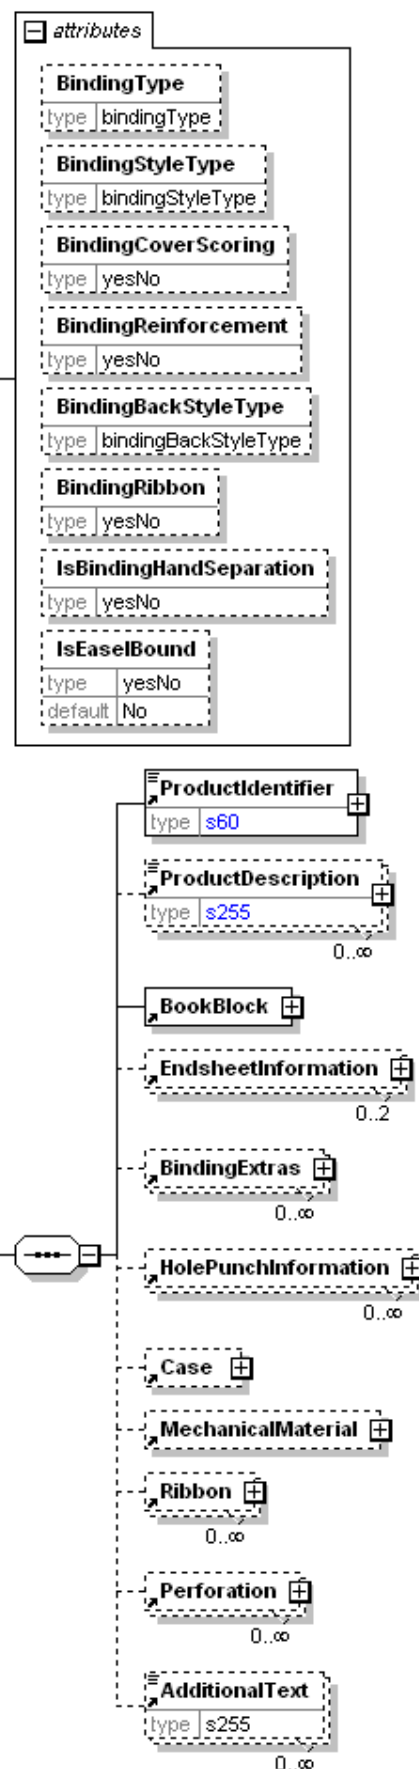 attributes
BindingType
type bindingType
BindingStyleType
type bindingStyleType
BindingCoverScoring
type yesNo
BindingReinforcement
type yesNo
BindingBackStyleType
type bindingBackStyleType
BindingRibbon
type yesNo
IsBindingHandSeparation
type yesNo
IsEaselBound
type yesNo
default No
ProductIdentifier
type s60
ProductDescription
type s255
0..∞
BookBlock
EndsheetInformation
0..2
BindingExtras
0..∞
HolePunchInformation
0..∞
Case
MechanicalMaterial
Ribbon
0..∞
Perforation
0..∞
AdditionalText
type s255
0..∞